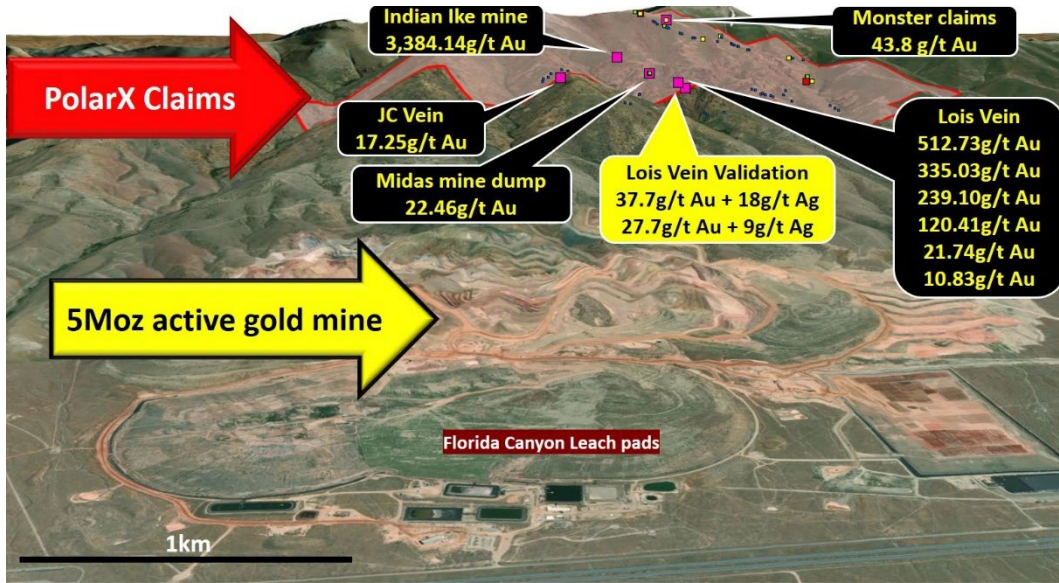 Indian Ike mine
3,384.14g/t Au
Monster claims
43.8 g/t Au
PolarX Claims
JC Vein
17.25g/t Au
Midas mine dump
22.46g/t Au
Lois Vein Validation
37.7g/t Au + 18g/t Ag
27.7g/t Au + 9g/t Ag
Lois Vein
512.73g/t Au
335.03g/t Au
239.10g/t Au
120.41g/t Au
21.74g/t Au
10.83g/t Au
5Moz active gold mine
Florida Canyon Leach pads
1km